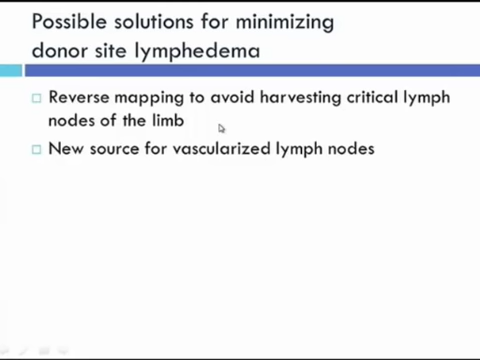 Possible solutions for minimizing
donor site lymphedema
Reverse mapping to avoid harvesting critical lymph
nodes of the limb
New source for vascularized lymph nodes